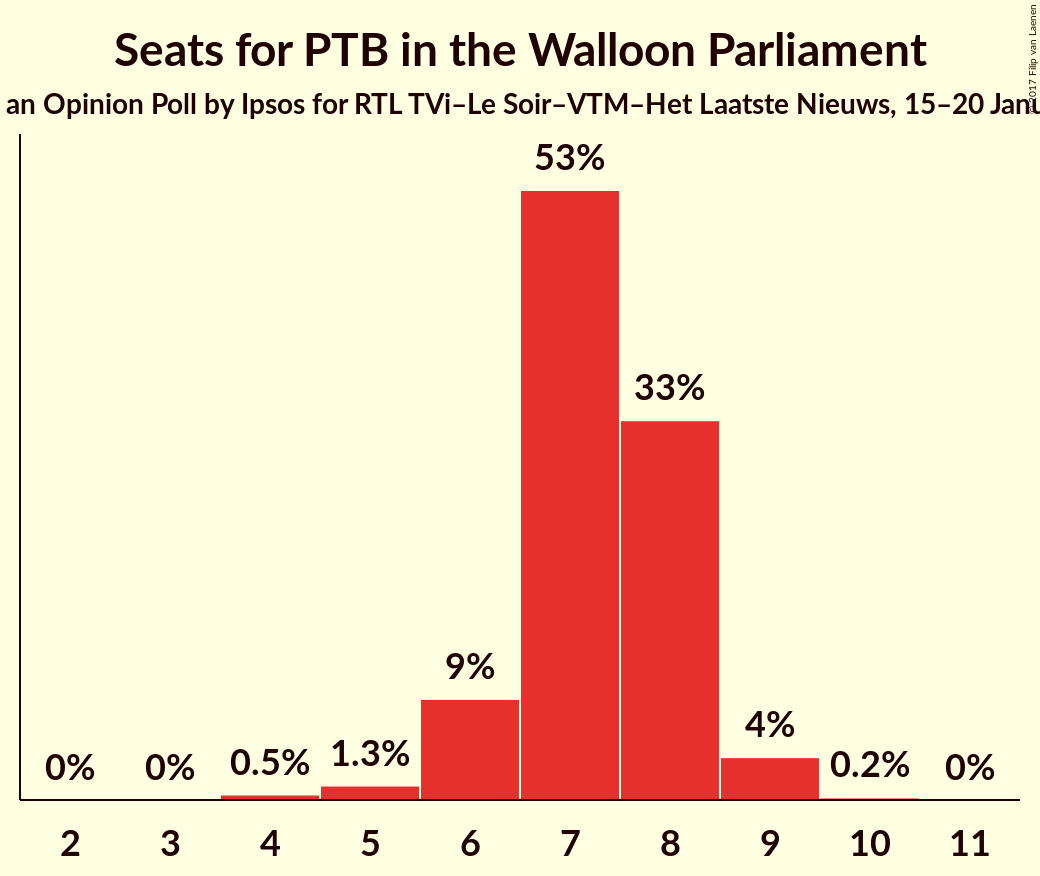 Seats for PTB in the Walloon Parliament
an Opinion Poll by Ipsos for RTL TVi–Le Soir–VTM–Het Laatste Nieuws, 15–20 Janu
© 2017 Filip van Laenen
53%
33%
9%
4%
1.3%
0.5%
0.2%
0%
0%
0%
2 3 4 5 6 7 8 9 10 11